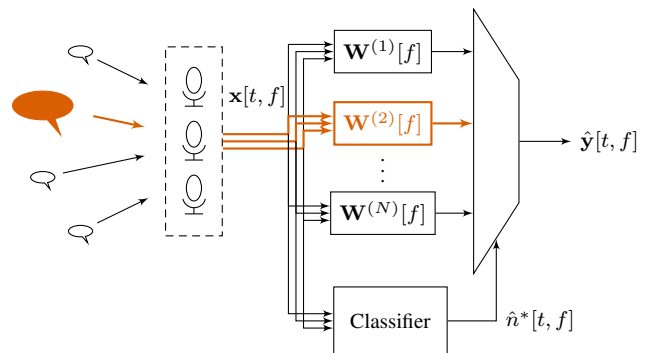 x[t, f]
W^(1)[f]
W^(2)[f]
⋮
W^(N)[f]
ŷ[t, f]
Classifier
n̂*[t, f]